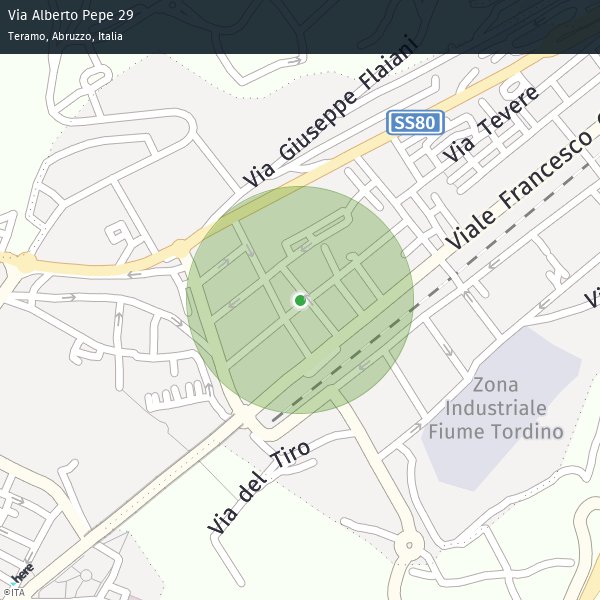 Via Alberto Pepe 29
Teramo, Abruzzo, Italia
Via Giuseppe Flaiani
SS80
Via Tevere
Viale Francesco
Zona
Industriale
Fiume Tordino
Via del Tiro
here
©ITA